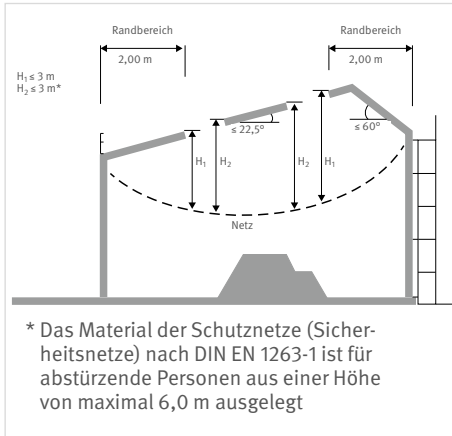 Randbereich
Randbereich
2,00 m
2,00 m
H₁ ≤ 3 m
H₂ ≤ 3 m*
≤ 22,5°
≤ 60°
H₁
H₂
H₂
H₁
Netz
* Das Material der Schutznetze (Sicher-
heitsnetze) nach DIN EN 1263-1 ist für
abstürzende Personen aus einer Höhe
von maximal 6,0 m ausgelegt